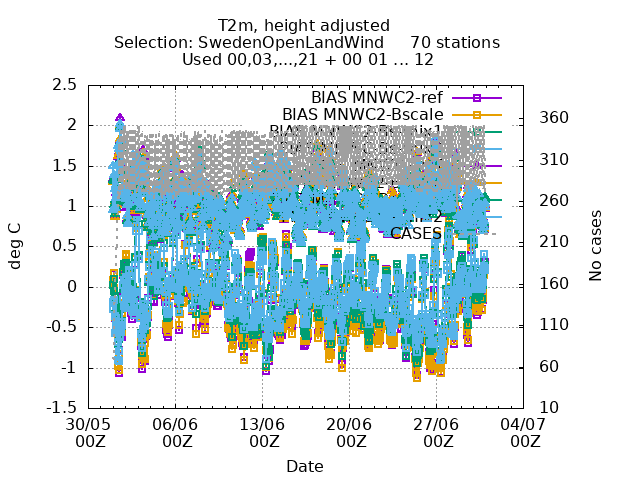 T2m, height adjusted
Selection: SwedenOpenLandWind 70 stations
Used 00,03,...,21 + 00 01 ... 12
BIAS MNWC2-ref
BIAS MNWC2-Bscale
CASES
2.5
2
1.5
1
0.5
0
-0.5
-1
-1.5
deg C
360
310
260
210
160
110
60
10
No cases
30/05 06/06 13/06 20/06 27/06 04/07
00Z 00Z 00Z 00Z 00Z 00Z
Date